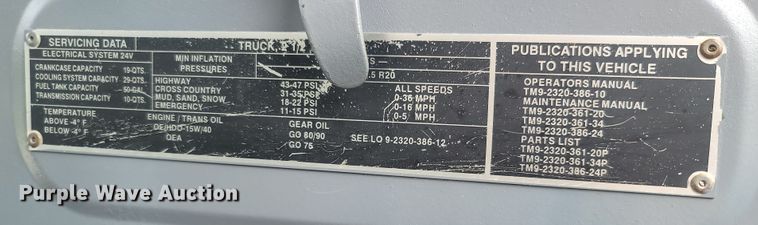 SERVICING DATA
TRUCK, 2 1/2
ELECTRICAL SYSTEM 24V
CRANKCASE CAPACITY 19-QTS.
COOLING SYSTEM CAPACITY 29-QTS.
FUEL TANK CAPACITY 50-GAL
TRANSMISSION CAPACITY 10-QTS.
MIN INFLATION
PRESSURES
R20
HIGHWAY 43-47 PSI
CROSS COUNTRY 31-35 PSI
MUD, SAND, SNOW 18-22 PSI
EMERGENCY 11-15 PSI
ALL SPEEDS
0-35 MPH
0-16 MPH
0-5 MPH
TEMPERATURE
ABOVE -4° F
BELOW -4° F
ENGINE / TRANS OIL
OE/HDO-15W/40
OEA
GEAR OIL
GO 80/90
GO 75
SEE LO 9-2320-386-12
PUBLICATIONS APPLYING
TO THIS VEHICLE
OPERATORS MANUAL
TM9-2320-386-10
MAINTENANCE MANUAL
TM9-2320-361-20
TM9-2320-361-34
TM9-2320-386-24
PARTS LIST
TM9-2320-361-20P
TM9-2320-361-34P
TM9-2320-386-24P
Purple Wave Auction